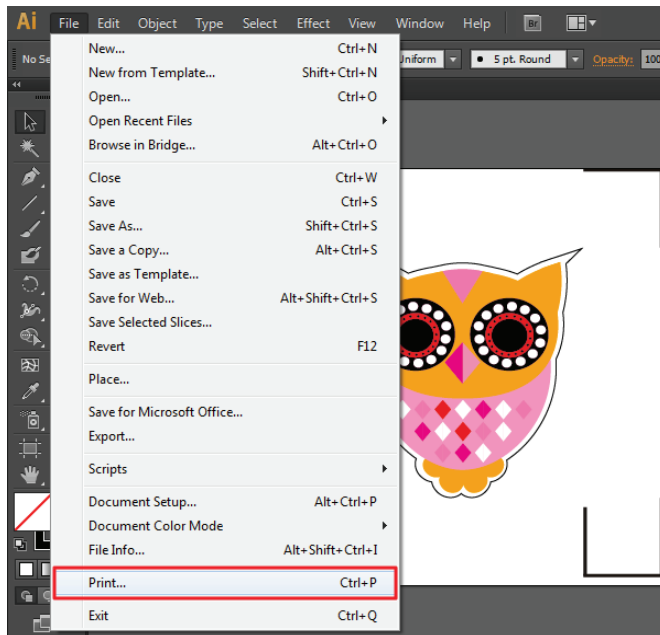 Ai File Edit Object Type Select Effect View Window Help Br
No Se
Uniform 5 pt. Round Opacity: 100
New... Ctrl+N
New from Template... Shift+Ctrl+N
Open... Ctrl+O
Open Recent Files
Browse in Bridge... Alt+Ctrl+O
Close Ctrl+W
Save Ctrl+S
Save As... Shift+Ctrl+S
Save a Copy... Alt+Ctrl+S
Save as Template...
Save for Web... Alt+Shift+Ctrl+S
Save Selected Slices...
Revert F12
Place...
Save for Microsoft Office...
Export...
Scripts
Document Setup... Alt+Ctrl+P
Document Color Mode
File Info... Alt+Shift+Ctrl+I
Print... Ctrl+P
Exit Ctrl+Q